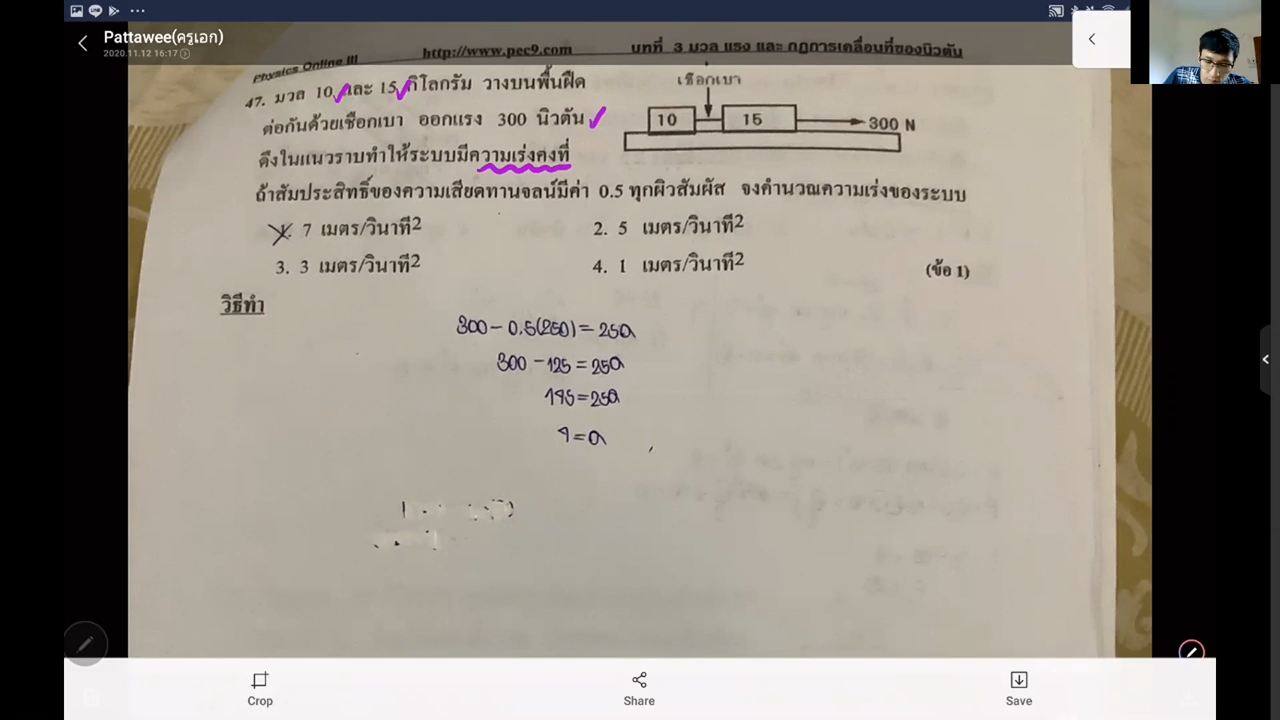 Pattawee(ครูเอก)
2020.11.12 16:17
Physics Online III http://www.pec9.com บทที่ 3 มวล แรง และ กฎการเคลื่อนที่ของนิวตัน
47. มวล 10 และ 15 กิโลกรัม วางบนพื้นฝืด
ต่อกันด้วยเชือกเบา ออกแรง 300 นิวตัน
ดึงในแนวราบทำให้ระบบมีความเร่งคงที่
เชือกเบา
10 15 300 N
ถ้าสัมประสิทธิ์ของความเสียดทานจลน์มีค่า 0.5 ทุกผิวสัมผัส จงคำนวณความเร่งของระบบ
1. 7 เมตร/วินาที2 2. 5 เมตร/วินาที2
3. 3 เมตร/วินาที2 4. 1 เมตร/วินาที2 (ข้อ 1)
วิธีทำ
300 - 0.5(250) = 25a
300 - 125 = 25a
175 = 25a
7 = a
Crop Share Save